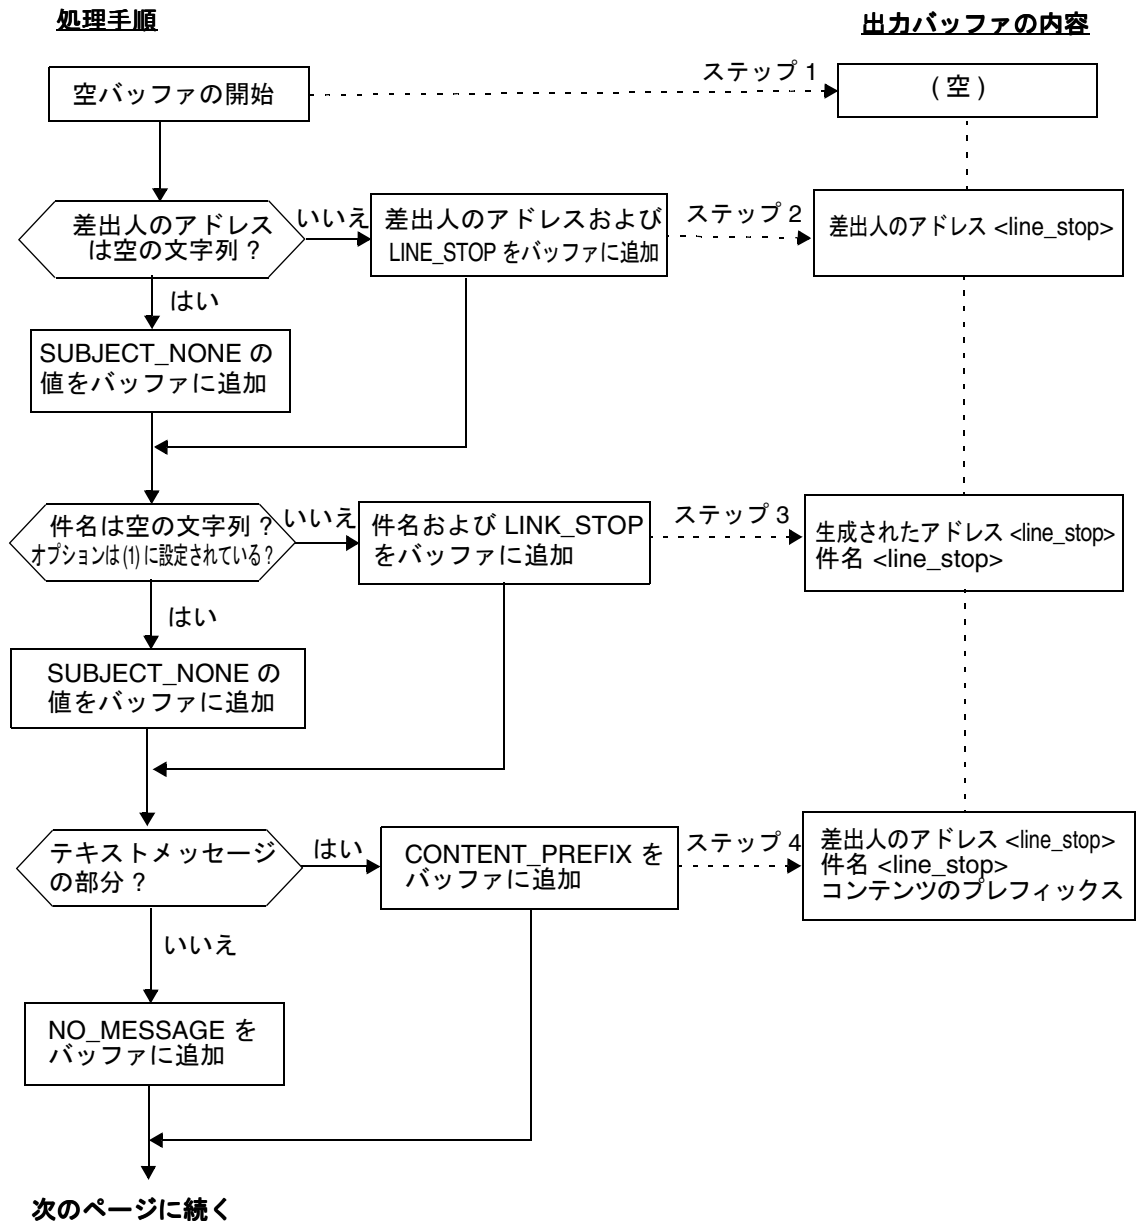 処理手順
出力バッファの内容
空バッファの開始
ステップ 1
( 空 )
差出人のアドレス
は空の文字列 ?
いいえ
差出人のアドレスおよび
LINE_STOP をバッファに追加
ステップ 2
差出人のアドレス <line_stop>
はい
SUBJECT_NONE の
値をバッファに追加
件名は空の文字列 ?
オプションは (1) に設定されている ?
いいえ
件名および LINK_STOP
をバッファに追加
ステップ 3
生成されたアドレス <line_stop>
件名 <line_stop>
はい
SUBJECT_NONE の
値をバッファに追加
テキストメッセージ
の部分 ?
はい
CONTENT_PREFIX を
バッファに追加
ステップ 4
差出人のアドレス <line_stop>
件名 <line_stop>
コンテンツのプレフィックス
いいえ
NO_MESSAGE を
バッファに追加
次のページに続く